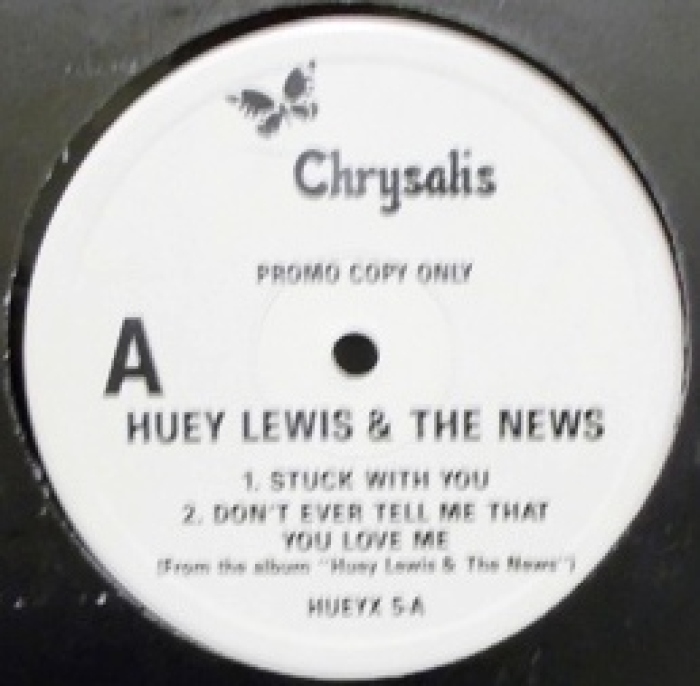 Chrysalis
PROMO COPY ONLY
A
HUEY LEWIS & THE NEWS
1. STUCK WITH YOU
2. DON'T EVER TELL ME THAT
YOU LOVE ME
(From the album "Huey Lewis & The News")
HUEYX 5-A